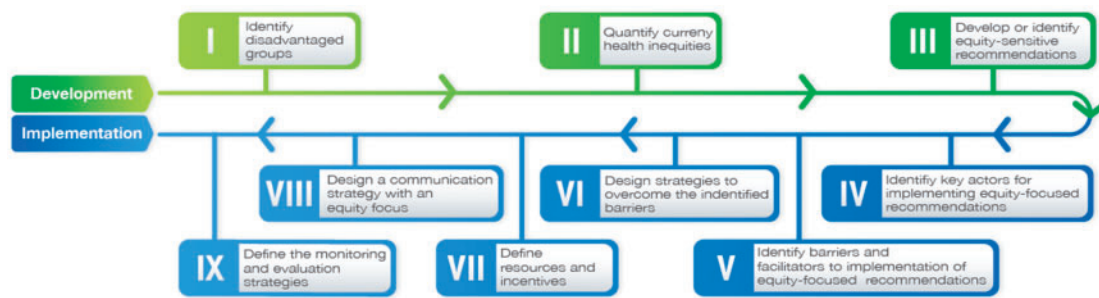 I
Identify
disadvantaged
groups
II
Quantify curreny
health inequities
III
Develop or identify
equity-sensitive
recommendations
Development
Implementation
VIII
Design a communication
strategy with an
equity focus
VI
Design strategies to
overcome the indentified
barriers
IV
Identify key actors for
implementing equity-focused
recommendations
IX
Define the monitoring
and evaluation
strategies
VII
Define
resources and
incentives
V
Identify barriers and
facilitators to implementation of
equity-focused recommendations